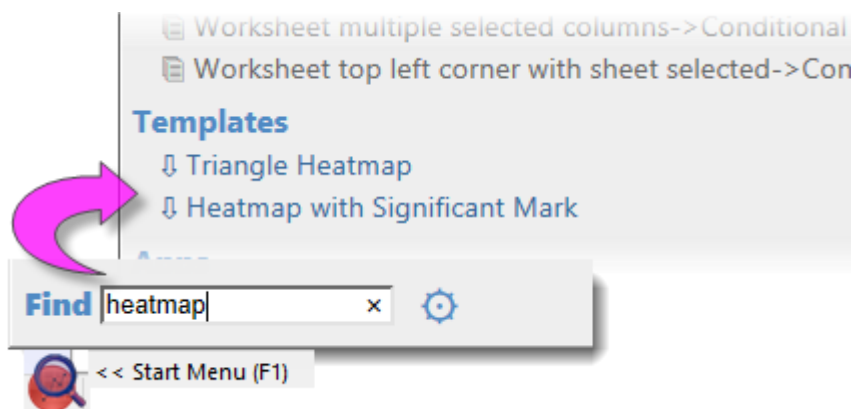 Worksheet multiple selected columns->Conditional
Worksheet top left corner with sheet selected->Con
Templates
⇩ Triangle Heatmap
⇩ Heatmap with Significant Mark
Apps
Find heatmap ×
<< Start Menu (F1)